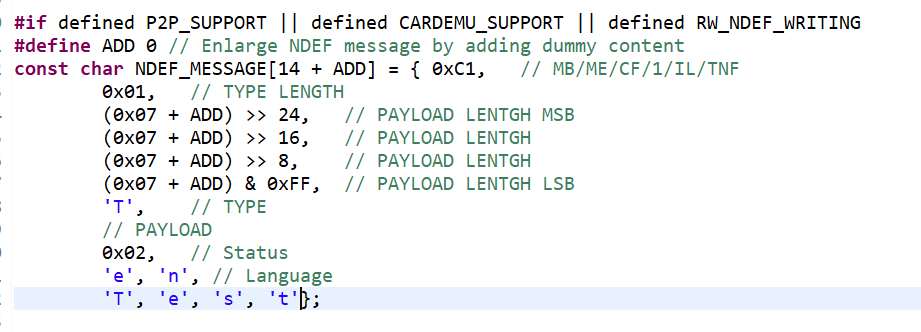 #if defined P2P_SUPPORT || defined CARDEMU_SUPPORT || defined RW_NDEF_WRITING
#define ADD 0 // Enlarge NDEF message by adding dummy content
const char NDEF_MESSAGE[14 + ADD] = { 0xC1,   // MB/ME/CF/1/IL/TNF
        0x01,   // TYPE LENGTH
        (0x07 + ADD) >> 24,   // PAYLOAD LENTGH MSB
        (0x07 + ADD) >> 16,   // PAYLOAD LENTGH
        (0x07 + ADD) >> 8,    // PAYLOAD LENTGH
        (0x07 + ADD) & 0xFF,  // PAYLOAD LENTGH LSB
        'T',    // TYPE
        // PAYLOAD
        0x02,   // Status
        'e', 'n', // Language
        'T', 'e', 's', 't'};